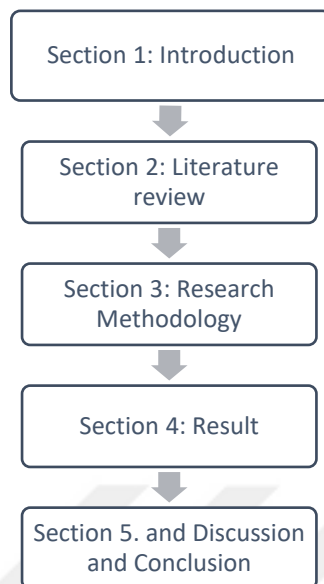 Section 1: Introduction
Section 2: Literature
review
Section 3: Research
Methodology
Section 4: Result
Section 5. and Discussion
and Conclusion